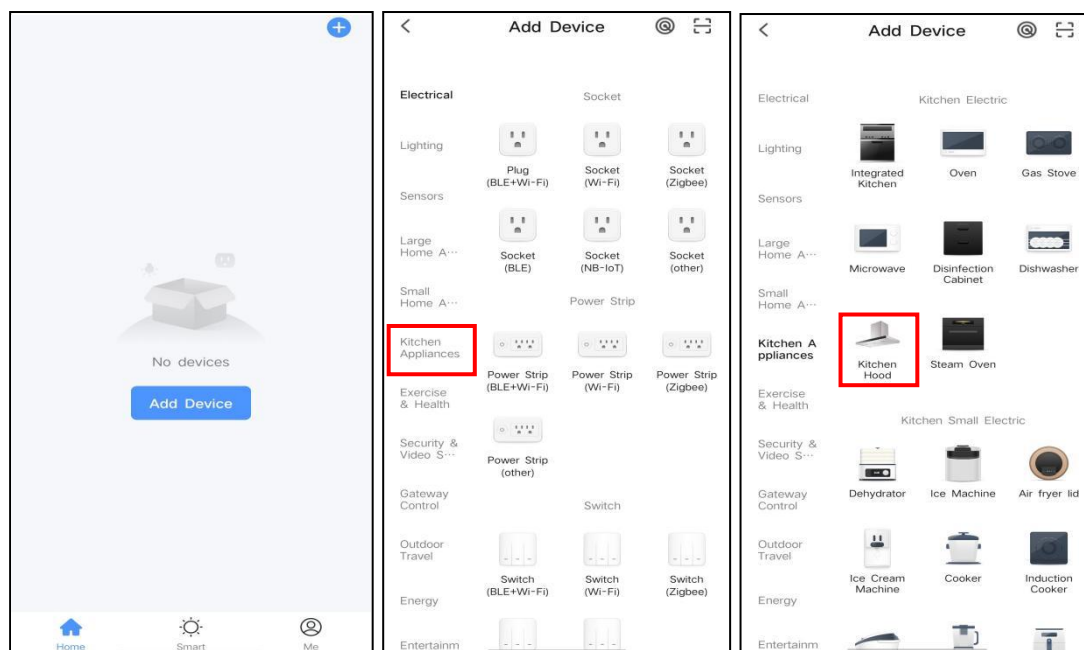 No devices
Add Device
Home
Smart
Me
Add Device
Electrical
Lighting
Sensors
Large
Home A···
Small
Home A···
Kitchen
Appliances
Exercise
& Health
Security &
Video S···
Gateway
Control
Outdoor
Travel
Energy
Entertainm
Socket
Plug
(BLE+Wi-Fi)
Socket
(Wi-Fi)
Socket
(Zigbee)
Socket
(BLE)
Socket
(NB-IoT)
Socket
(other)
Power Strip
Power Strip
(BLE+Wi-Fi)
Power Strip
(Wi-Fi)
Power Strip
(Zigbee)
Power Strip
(other)
Switch
Switch
(BLE+Wi-Fi)
Switch
(Wi-Fi)
Switch
(Zigbee)
Add Device
Electrical
Lighting
Sensors
Large
Home A···
Small
Home A···
Kitchen A
ppliances
Exercise
& Health
Security &
Video S···
Gateway
Control
Outdoor
Travel
Energy
Entertainm
Kitchen Electric
Integrated
Kitchen
Oven
Gas Stove
Microwave
Disinfection
Cabinet
Dishwasher
Kitchen
Hood
Steam Oven
Kitchen Small Electric
Dehydrator
Ice Machine
Air fryer lid
Ice Cream
Machine
Cooker
Induction
Cooker